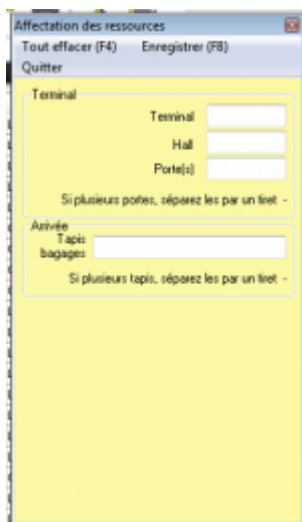 Affectation des ressources
Tout effacer (F4) Enregistrer (F8)
Quitter
Terminal
Terminal
Hall
Porte(s)
Si plusieurs portes, séparez les par un tiret -
Arrivée
Tapis
bagages
Si plusieurs tapis, séparez les par un tiret -